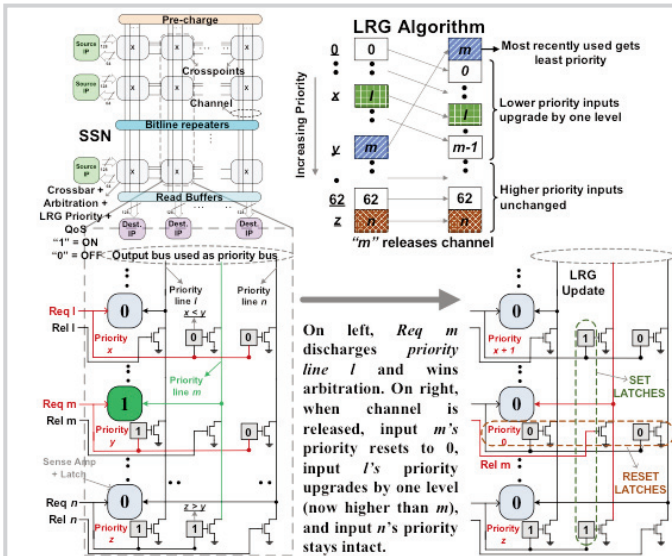 Pre-charge
LRG Algorithm
Source
IP
Crosspoints
Source
IP
Channel
SSN
Bitline repeaters
Source
IP
Crossbar +
Arbitration +
LRG Priority +
QoS
"1" = ON
"0" = OFF
Read Buffers
Dest.
IP
Dest.
IP
Dest.
IP
Increasing Priority
0
x
y
62
z
0
l
m
62
n
m
0
l
m-1
62
n
Most recently used gets
least priority
Lower priority inputs
upgrade by one level
Higher priority inputs
unchanged
"m" releases channel
Output bus used as priority bus
Priority
line l
x < y
Priority
line n
Req l
Rel l
0
Priority
x
0
0
Priority
line m
Req m
Rel m
1
Priority
y
1
0
Sense Amp
+ Latch
Req n
Rel n
0
z > y
Priority
z
1
1
On left, Req m
discharges priority
line l and wins
arbitration. On right,
when channel is
released, input m's
priority resets to 0,
input l's priority
upgrades by one level
(now higher than m),
and input n's priority
stays intact.
LRG
Update
0
Priority
x + 1
1
0
SET
LATCHES
0
Priority
0
0
0
Rel m
RESET
LATCHES
0
Priority
z
1
1